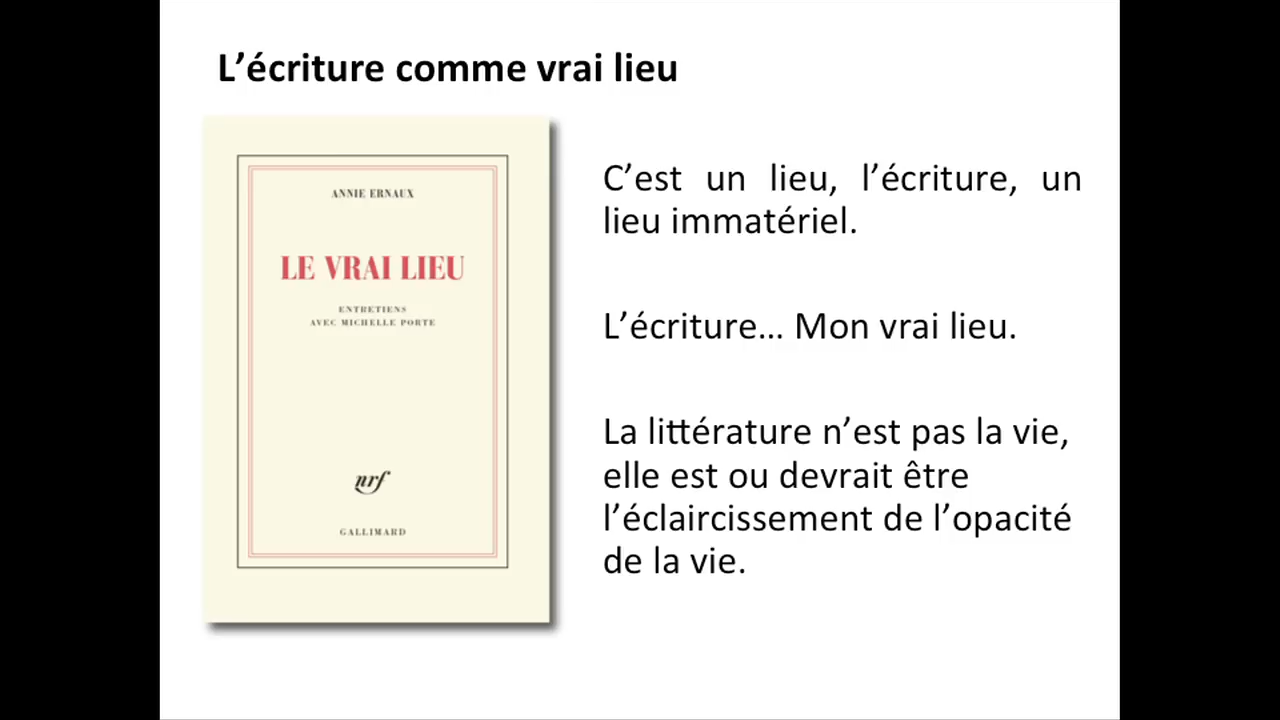 L’écriture comme vrai lieu
ANNIE ERNAUX
LE VRAI LIEU
ENTRETIENS
AVEC MICHELLE PORTE
nrf
GALLIMARD
C’est un lieu, l’écriture, un
lieu immatériel.
L’écriture… Mon vrai lieu.
La littérature n’est pas la vie,
elle est ou devrait être
l’éclaircissement de l’opacité
de la vie.